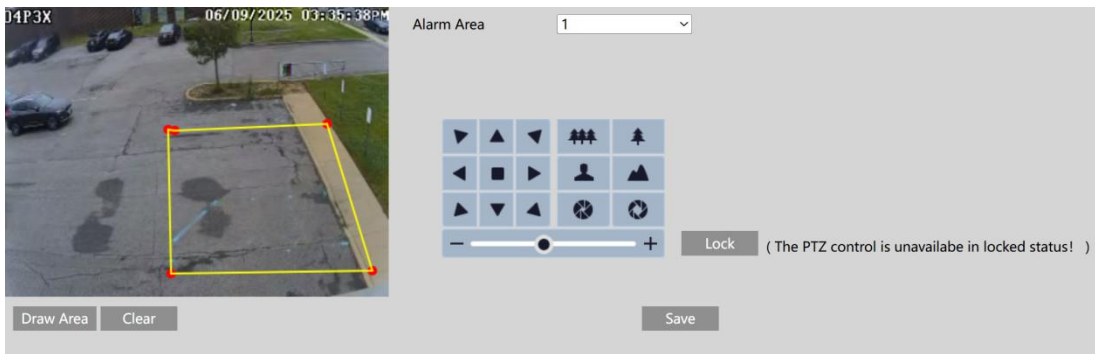 04P3X 06/09/2025 03:35:38PM
Alarm Area 1
Lock ( The PTZ control is unavailabe in locked status! )
Draw Area Clear Save